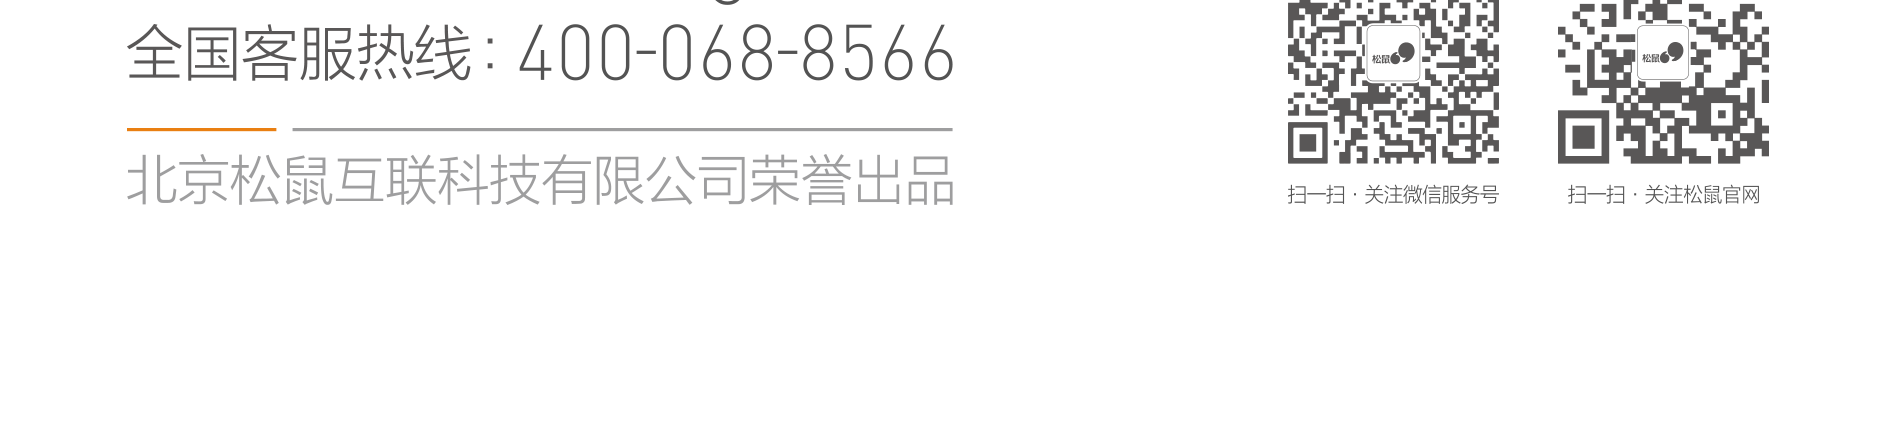 全国客服热线：400-068-8566
北京松鼠互联科技有限公司荣誉出品
松鼠
松鼠
扫一扫·关注微信服务号
扫一扫·关注松鼠官网